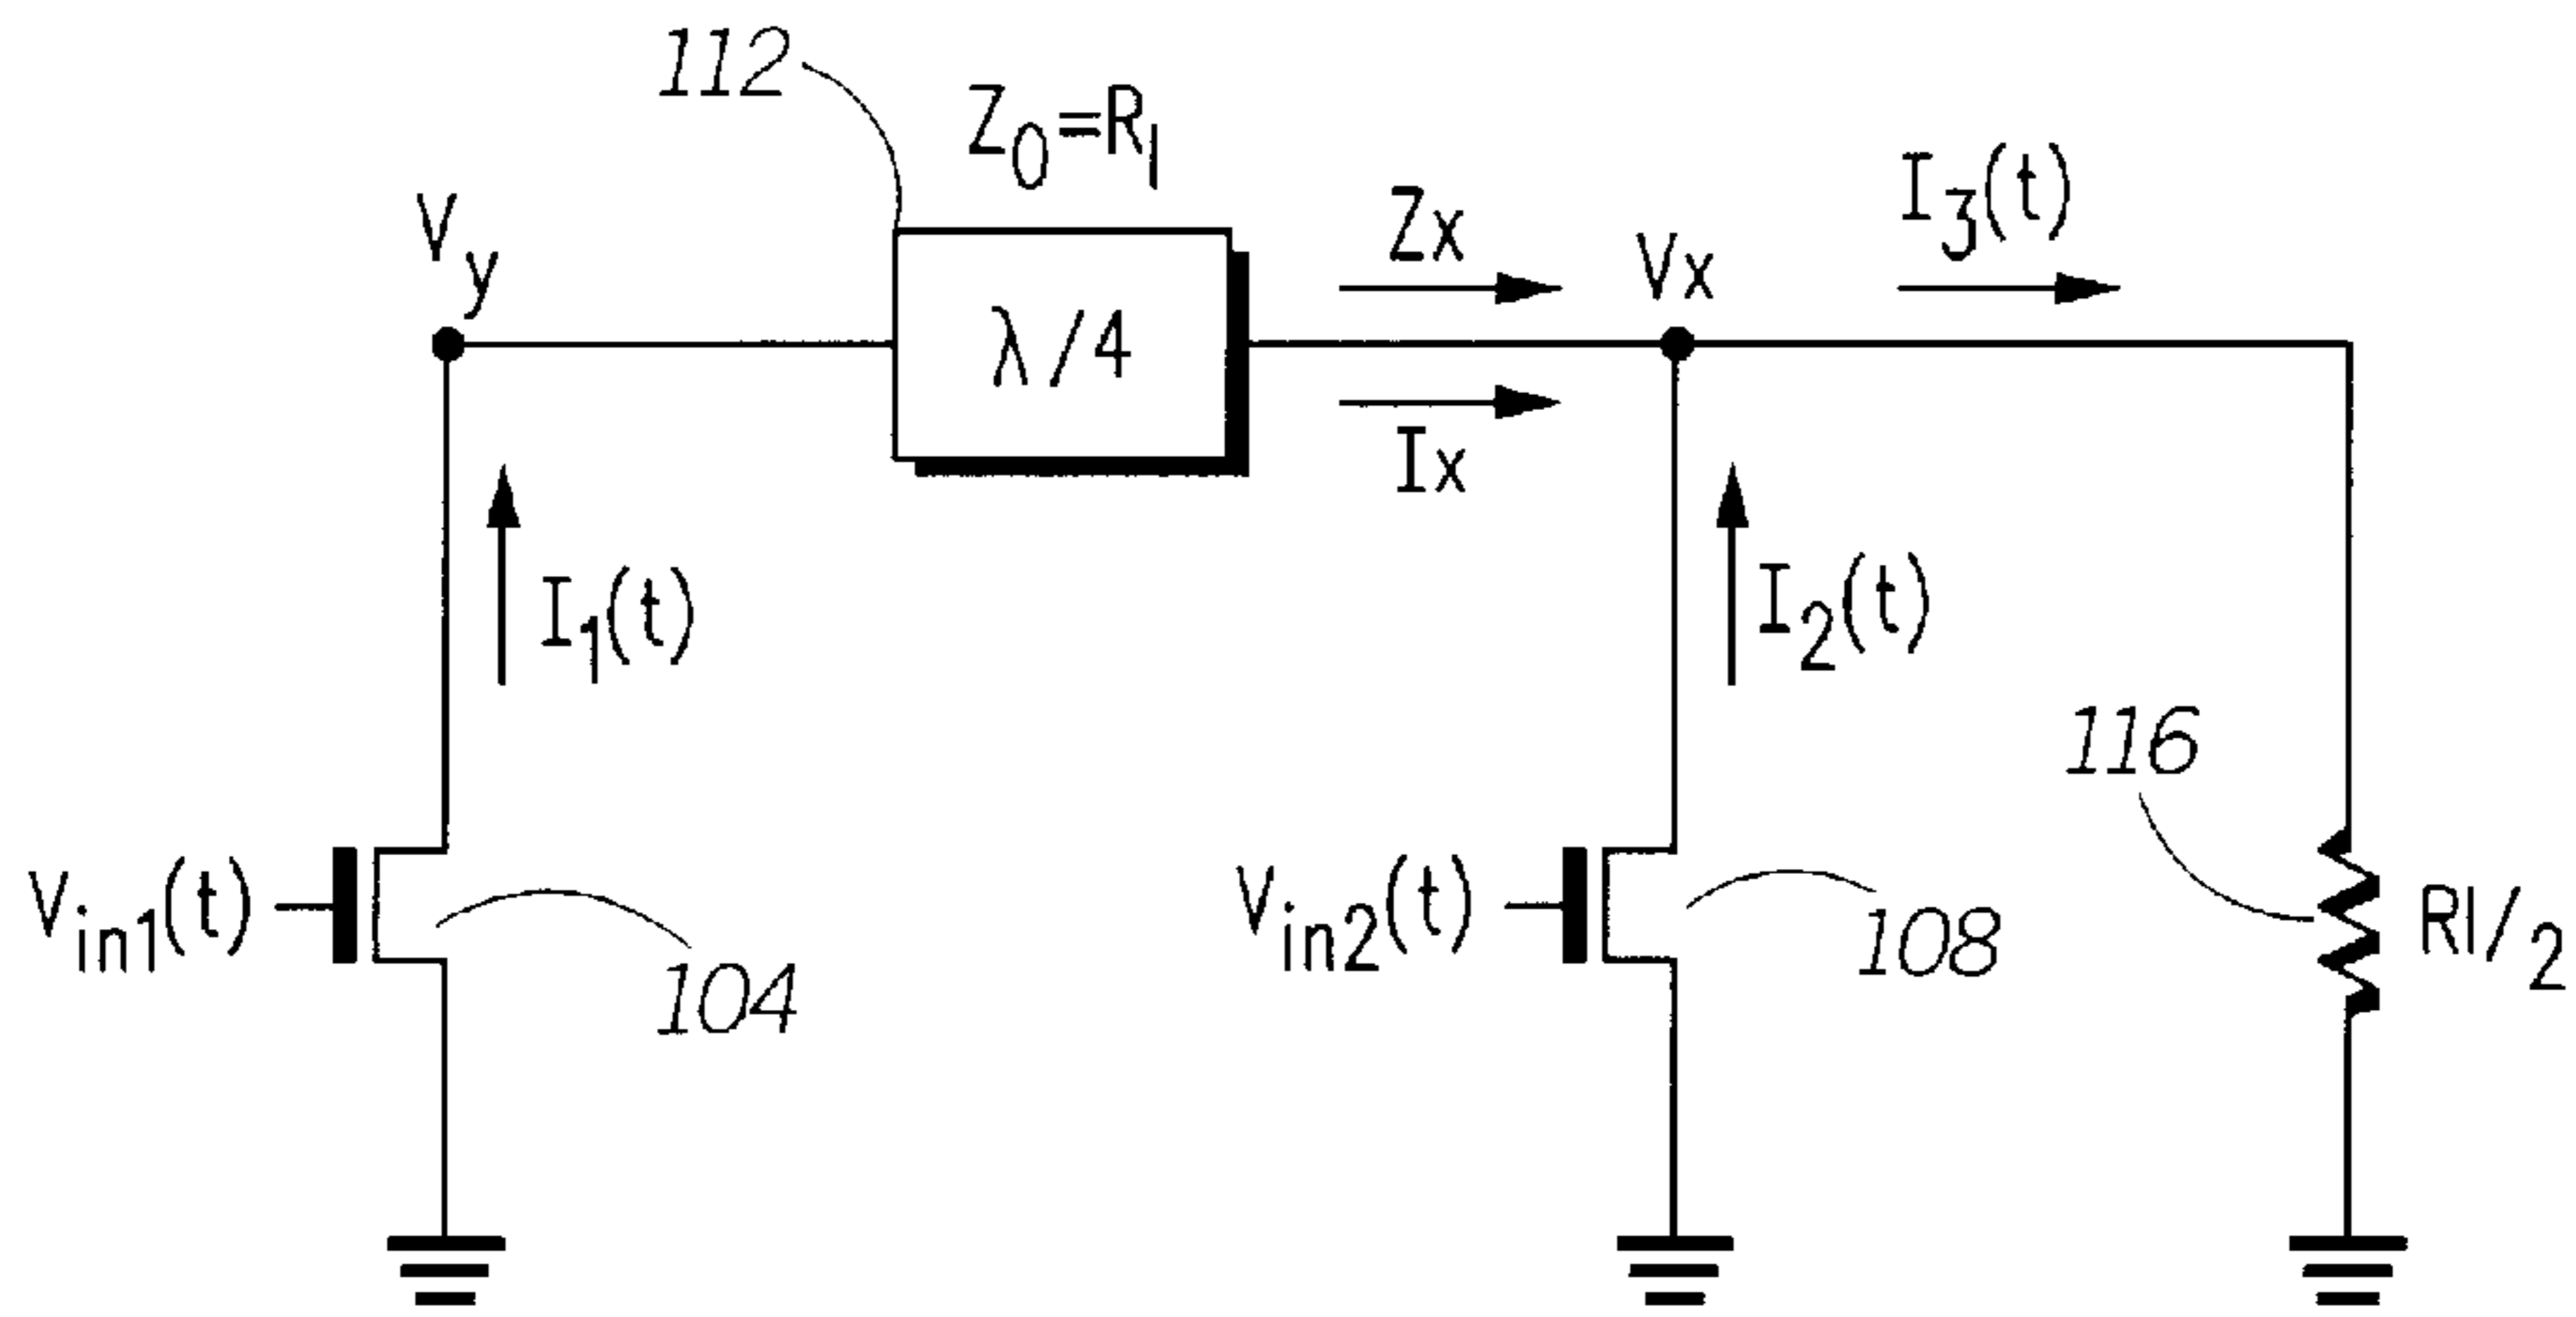 112
Z0=Rl
Vy
λ/4
Zx
Ix
Vx
I3(t)
I1(t)
I2(t)
116
Vin1(t)
104
Vin2(t)
108
Rl/2